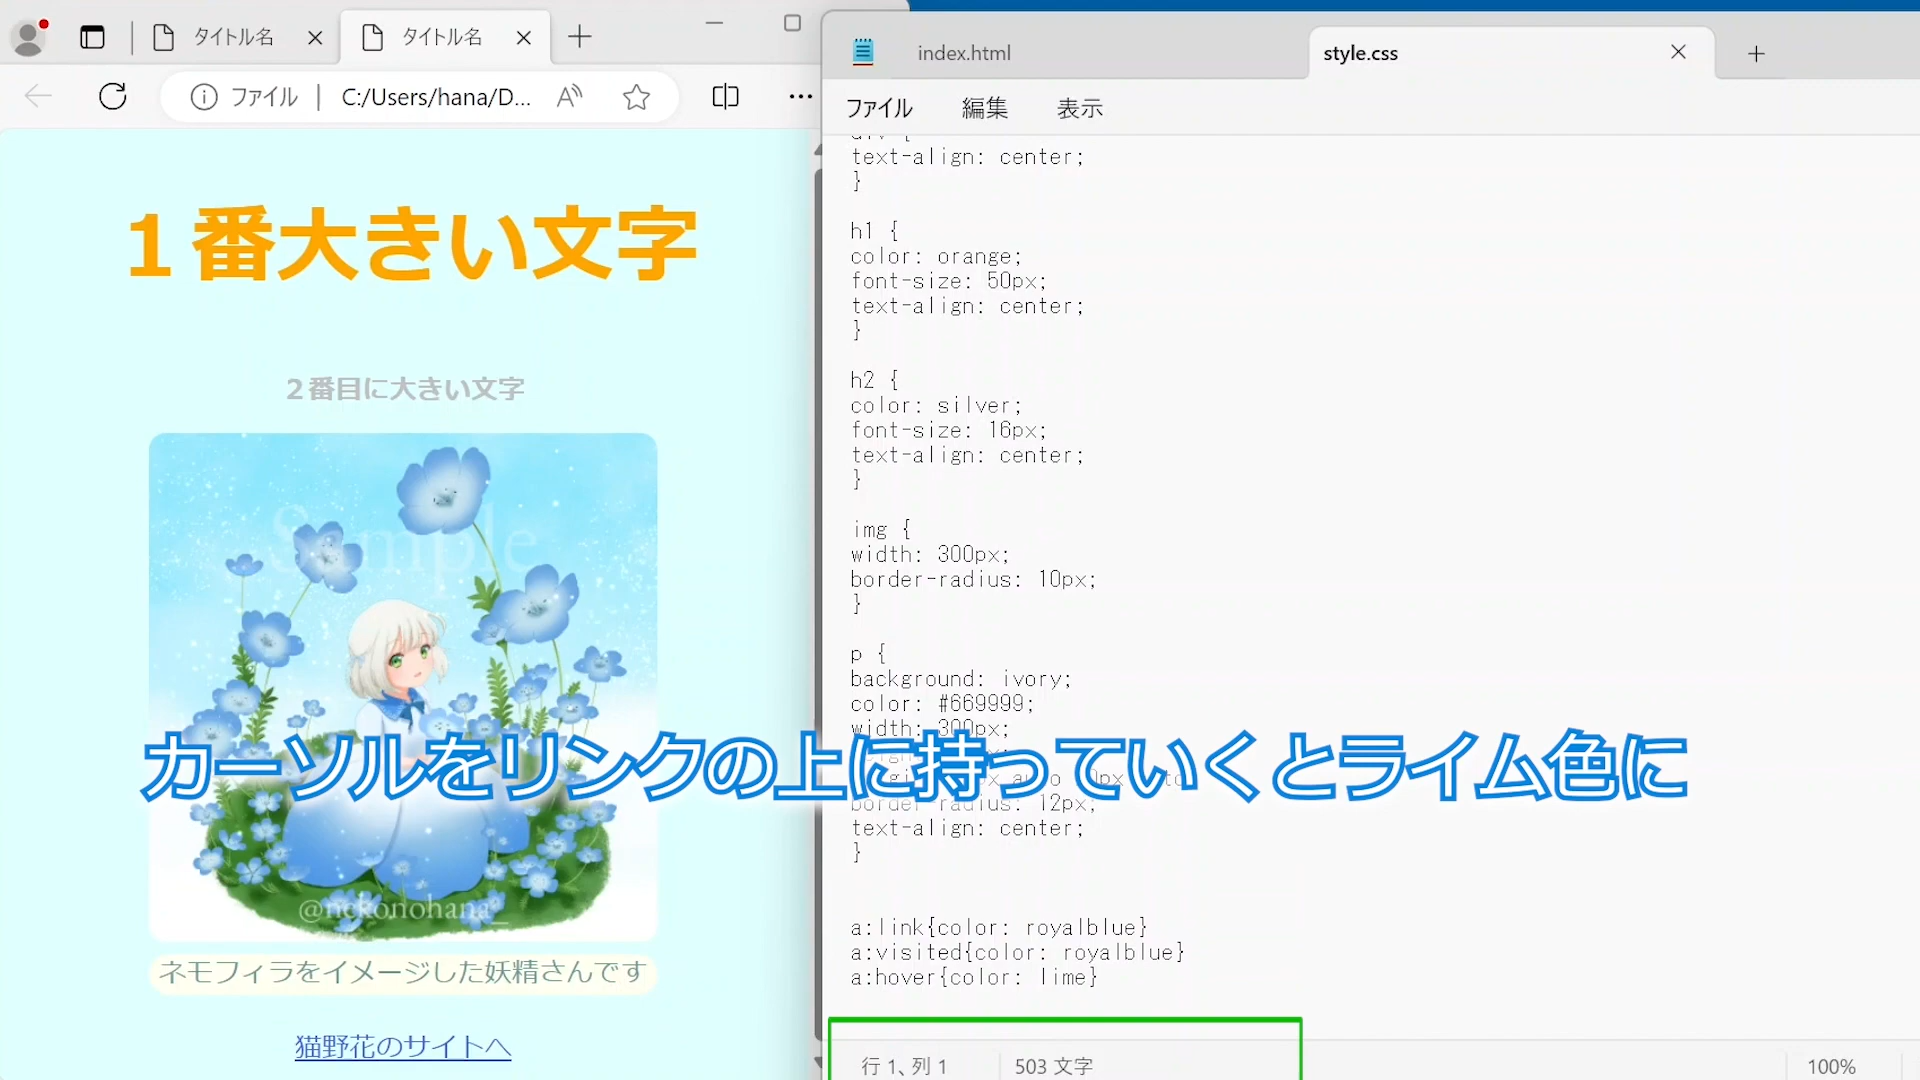 タイトル名
タイトル名
ファイル
C:/Users/hana/D...
１番大きい文字
２番目に大きい文字
Sample
ネモフィラをイメージした妖精さんです
猫野花のサイトへ
index.html
style.css
ファイル 編集 表示
text-align: center;
}
h1 {
color: orange;
font-size: 50px;
text-align: center;
}
h2 {
color: silver;
font-size: 16px;
text-align: center;
}
img {
width: 300px;
border-radius: 10px;
}
p {
background: ivory;
color: #669999;
width: 300px;
カーソルをリンクの上に持っていくとライム色に
border-radius: 12px;
text-align: center;
}
a:link{color: royalblue}
a:visited{color: royalblue}
a:hover{color: lime}
行 1、列 1
503 文字
100%